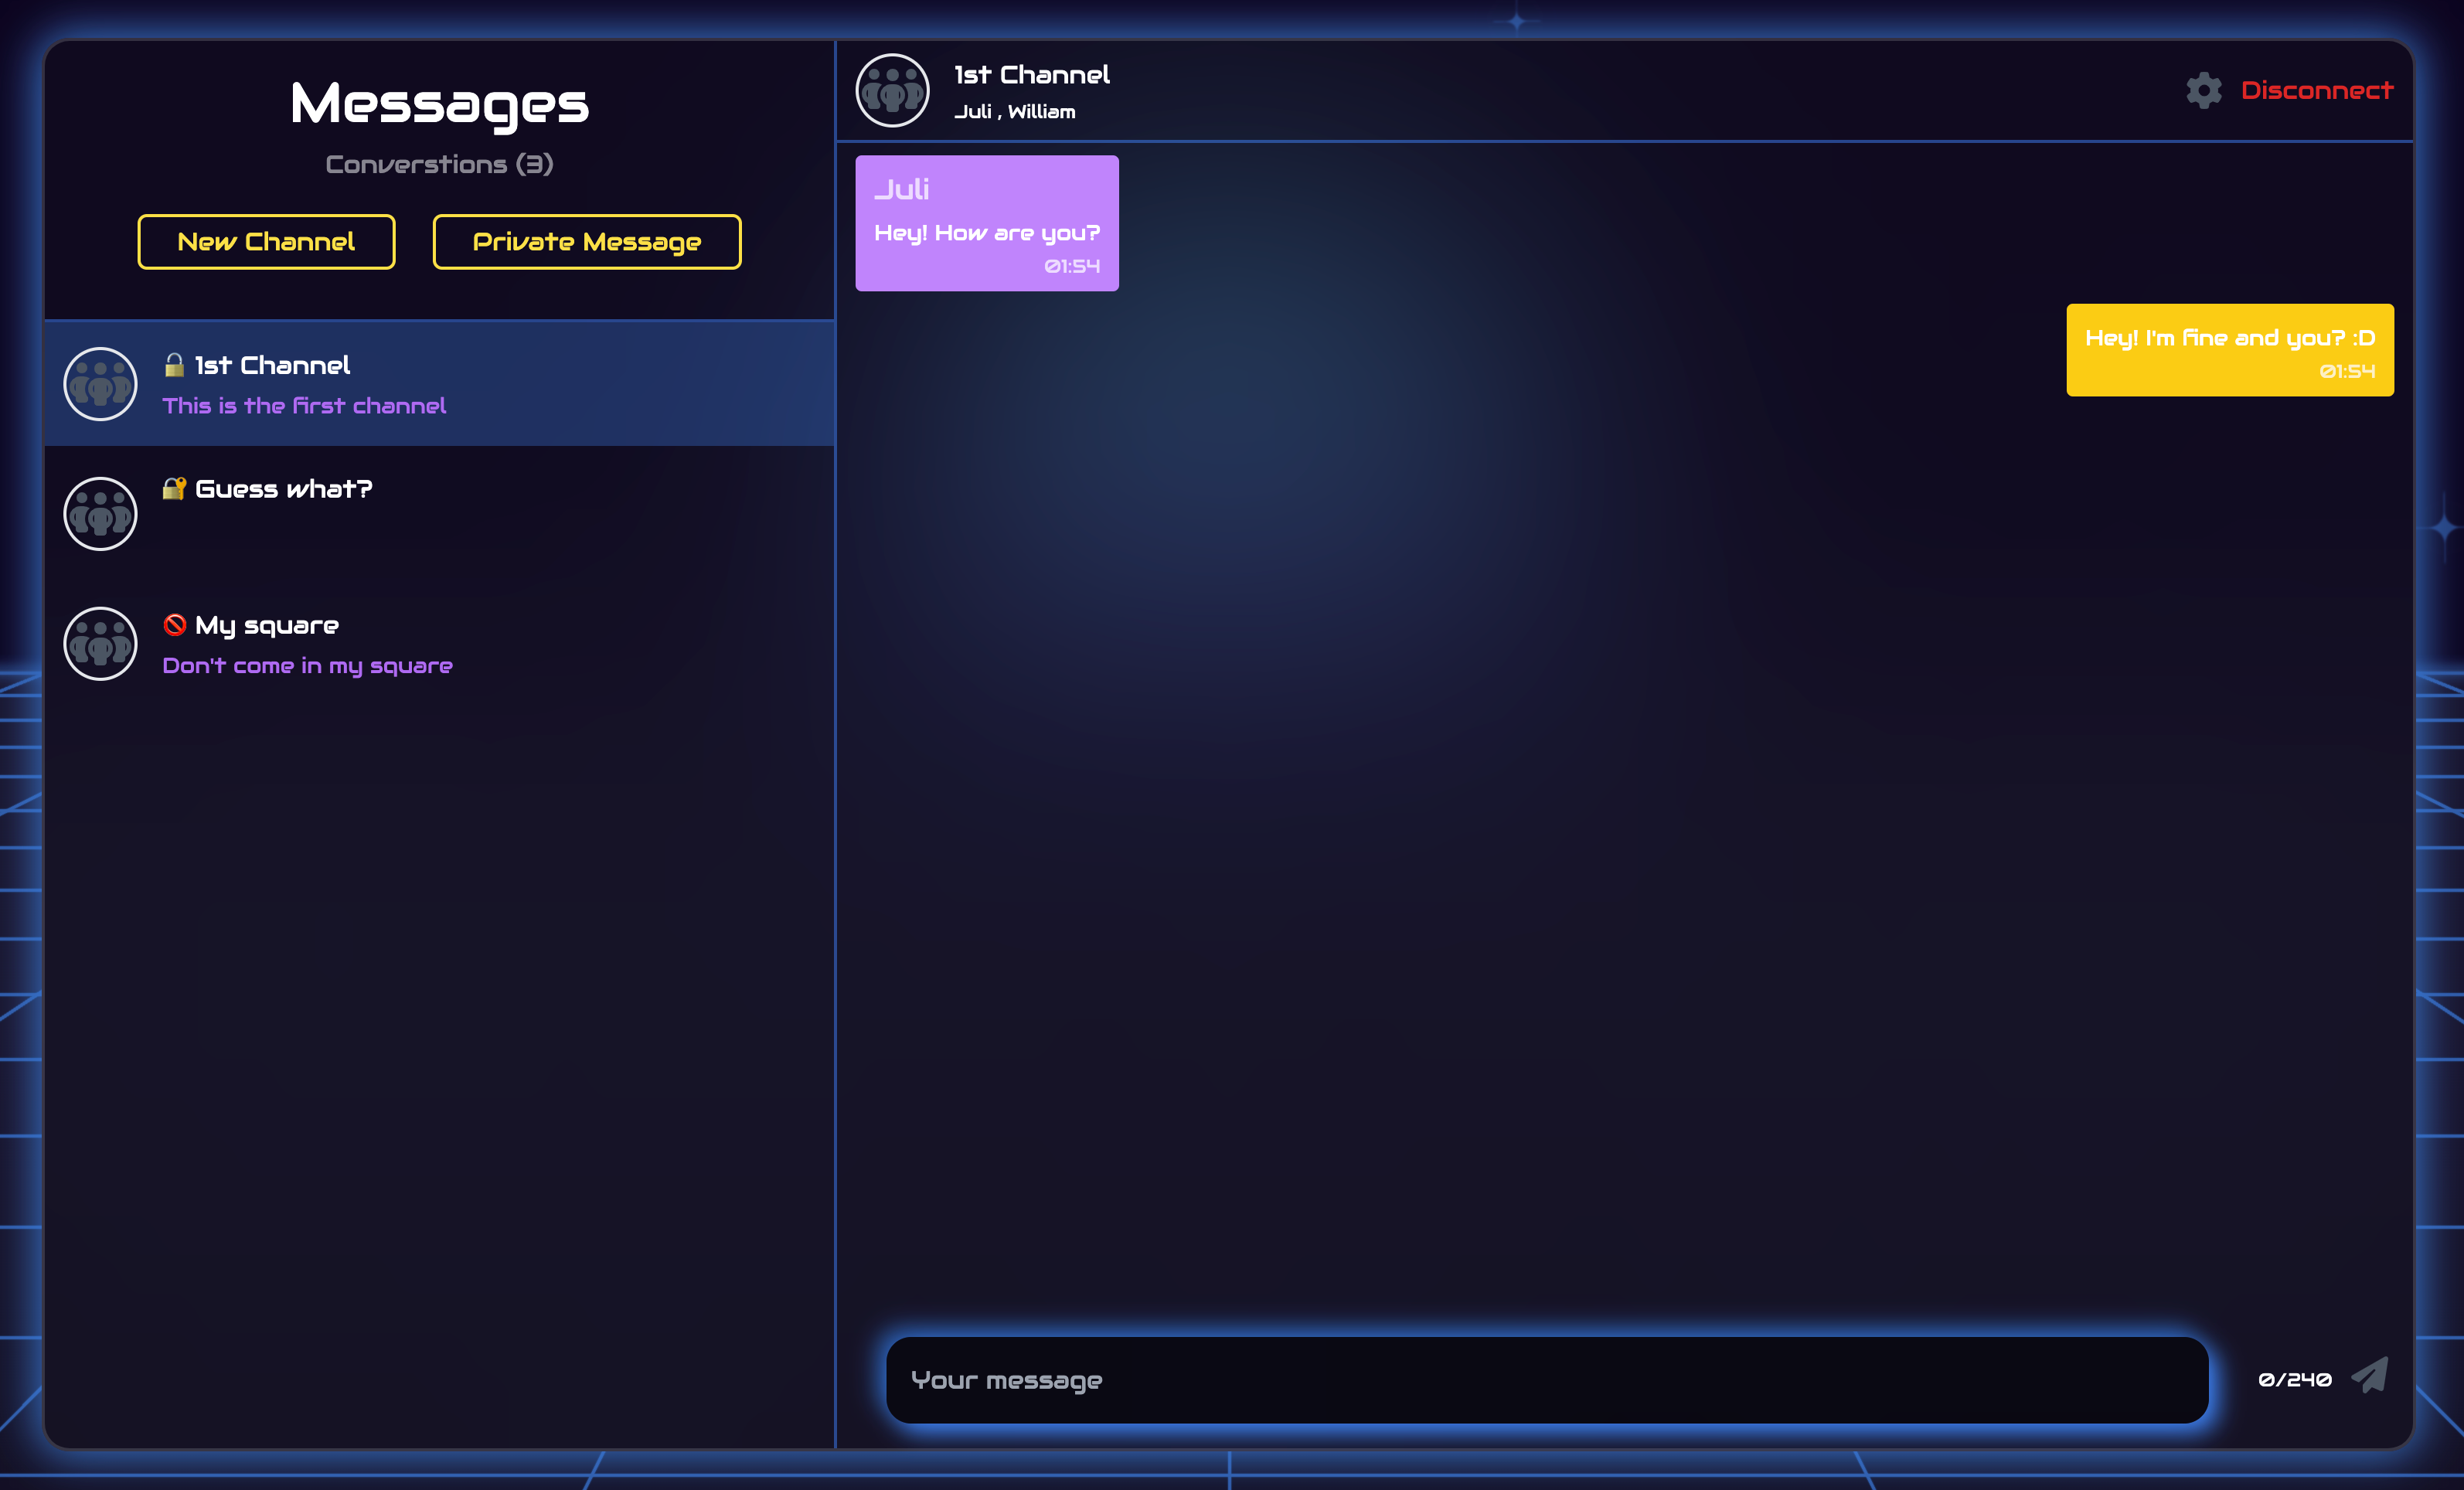 Messages
Converstions (3)
New Channel
Private Message
1st Channel
This is the first channel
Guess what?
My square
Don't come in my square
1st Channel
Juli , William
Disconnect
Juli
Hey! How are you?
01:54
Hey! I'm fine and you? :D
01:54
Your message
0/240